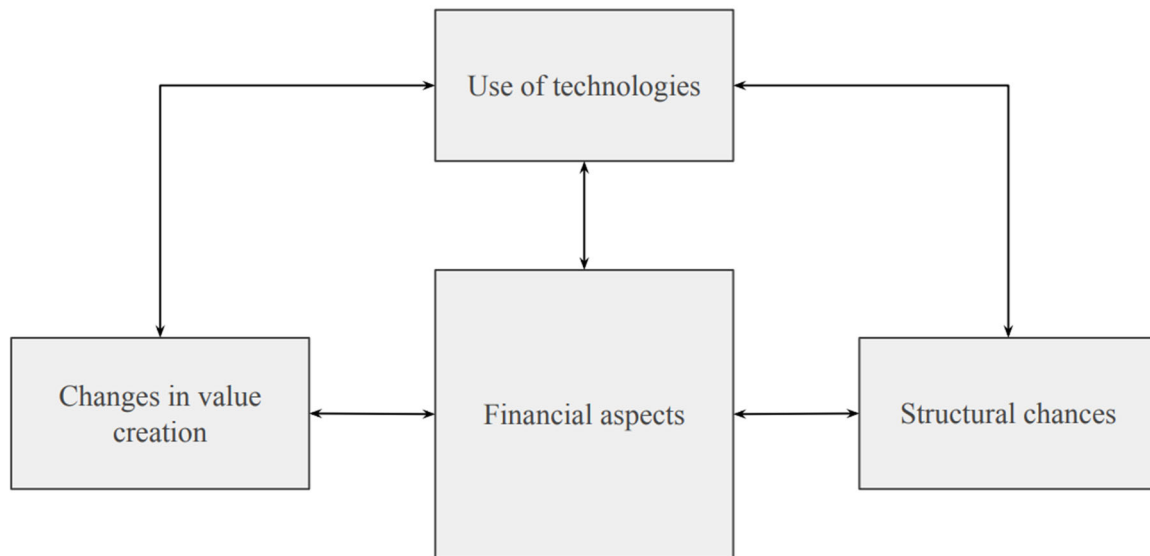 Use of technologies
Changes in value
creation
Financial aspects
Structural chances